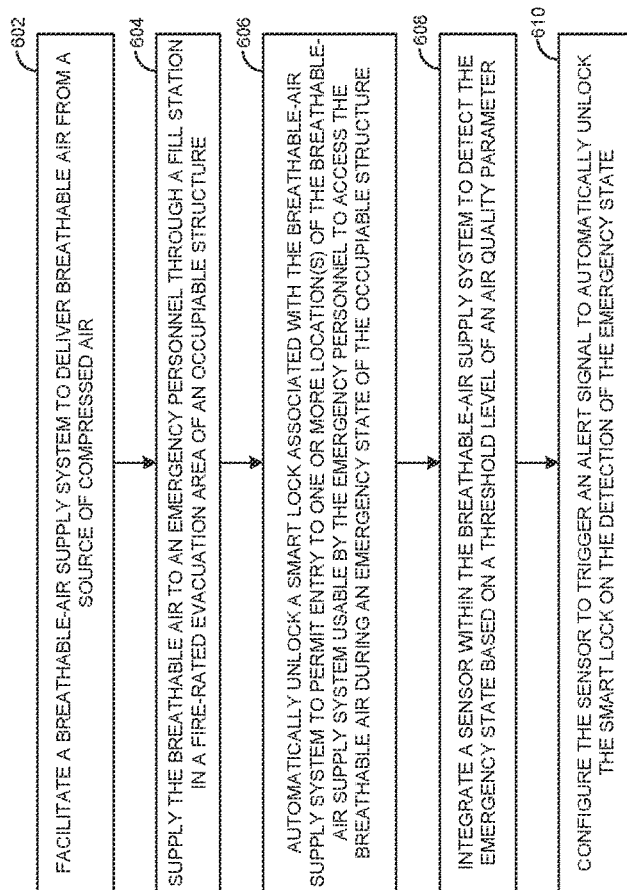 602
FACILITATE A BREATHABLE-AIR SUPPLY SYSTEM TO DELIVER BREATHABLE AIR FROM A
SOURCE OF COMPRESSED AIR
604
SUPPLY THE BREATHABLE AIR TO AN EMERGENCY PERSONNEL THROUGH A FILL STATION
IN A FIRE-RATED EVACUATION AREA OF AN OCCUPIABLE STRUCTURE
606
AUTOMATICALLY UNLOCK A SMART LOCK ASSOCIATED WITH THE BREATHABLE-AIR
SUPPLY SYSTEM TO PERMIT ENTRY TO ONE OR MORE LOCATION(S) OF THE BREATHABLE-
AIR SUPPLY SYSTEM USABLE BY THE EMERGENCY PERSONNEL TO ACCESS THE
BREATHABLE AIR DURING AN EMERGENCY STATE OF THE OCCUPIABLE STRUCTURE
608
INTEGRATE A SENSOR WITHIN THE BREATHABLE-AIR SUPPLY SYSTEM TO DETECT THE
EMERGENCY STATE BASED ON A THRESHOLD LEVEL OF AN AIR QUALITY PARAMETER
610
CONFIGURE THE SENSOR TO TRIGGER AN ALERT SIGNAL TO AUTOMATICALLY UNLOCK
THE SMART LOCK ON THE DETECTION OF THE EMERGENCY STATE